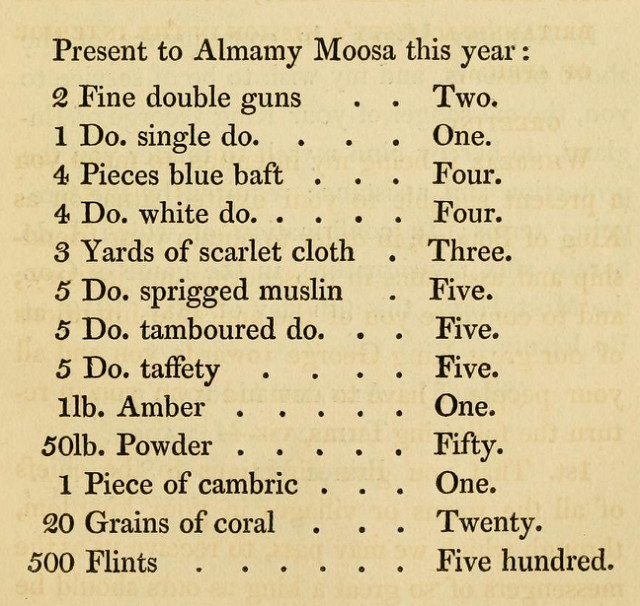 Present to Almamy Moosa this year:
2 Fine double guns . . Two.
1 Do. single do. . . . One.
4 Pieces blue baft . . . Four.
4 Do. white do. . . . . Four.
3 Yards of scarlet cloth . Three.
5 Do. sprigged muslin . Five.
5 Do. tamboured do. . . Five.
5 Do. taffety . . . . Five.
1lb. Amber . . . . . One.
50lb. Powder . . . . . Fifty.
1 Piece of cambric . . . One.
20 Grains of coral . . . Twenty.
500 Flints . . . . . . Five hundred.